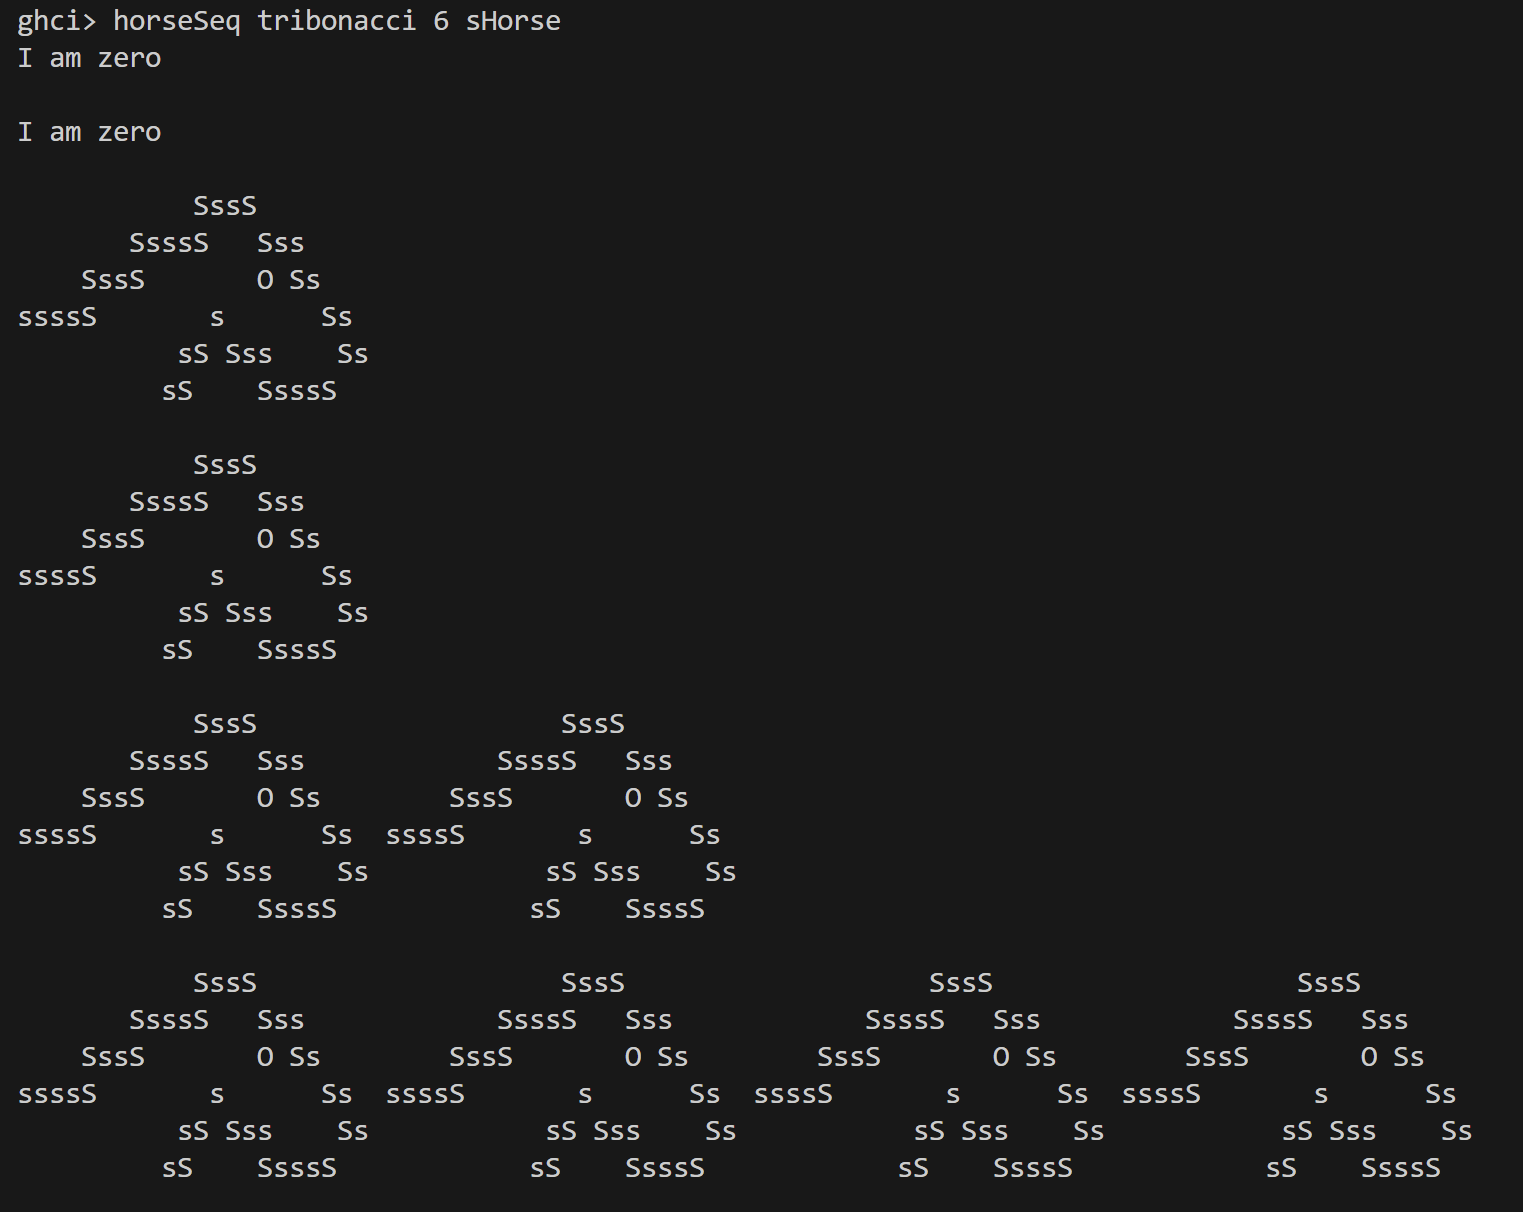 ghci> horseSeq tribonacci 6 sHorse
I am zero

I am zero

           SssS
       SsssS   Sss
    SssS       O Ss
ssssS       s      Ss
          sS Sss    Ss
         sS    SsssS

           SssS
       SsssS   Sss
    SssS       O Ss
ssssS       s      Ss
          sS Sss    Ss
         sS    SsssS

           SssS                   SssS
       SsssS   Sss            SsssS   Sss
    SssS       O Ss        SssS       O Ss
ssssS       s      Ss  ssssS       s      Ss
          sS Sss    Ss           sS Sss    Ss
         sS    SsssS            sS    SsssS

           SssS                   SssS                   SssS                   SssS
       SsssS   Sss            SsssS   Sss            SsssS   Sss            SsssS   Sss
    SssS       O Ss        SssS       O Ss        SssS       O Ss        SssS       O Ss
ssssS       s      Ss  ssssS       s      Ss  ssssS       s      Ss  ssssS       s      Ss
          sS Sss    Ss           sS Sss    Ss           sS Sss    Ss           sS Sss    Ss
         sS    SsssS            sS    SsssS            sS    SsssS            sS    SsssS